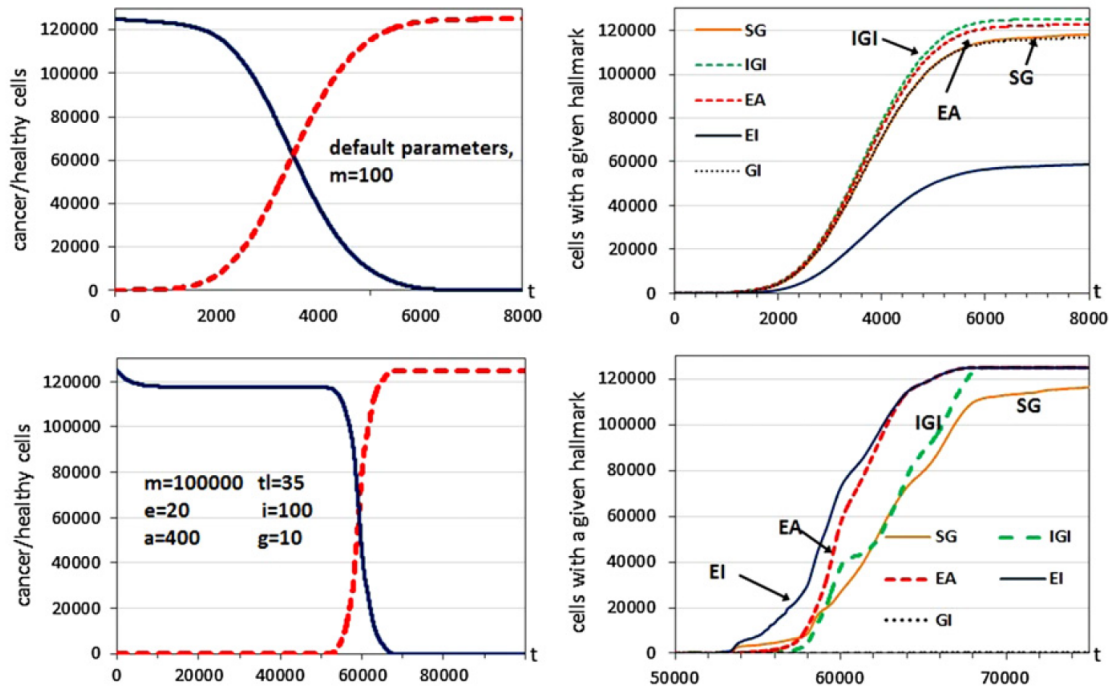 cancer/healthy cells
120000
100000
80000
60000
40000
20000
0
default parameters,
m=100
0 2000 4000 6000 8000
t
cells with a given hallmark
120000
100000
80000
60000
40000
20000
0
SG
IGI
EA
EI
GI
IGI
EA
SG
0 2000 4000 6000 8000
t
cancer/healthy cells
120000
100000
80000
60000
40000
20000
0
m=100000 tl=35
e=20 i=100
a=400 g=10
0 20000 40000 60000 80000
t
cells with a given hallmark
120000
100000
80000
60000
40000
20000
0
SG
IGI
EA
EI
SG IGI
EA EI
GI
50000 60000 70000
t